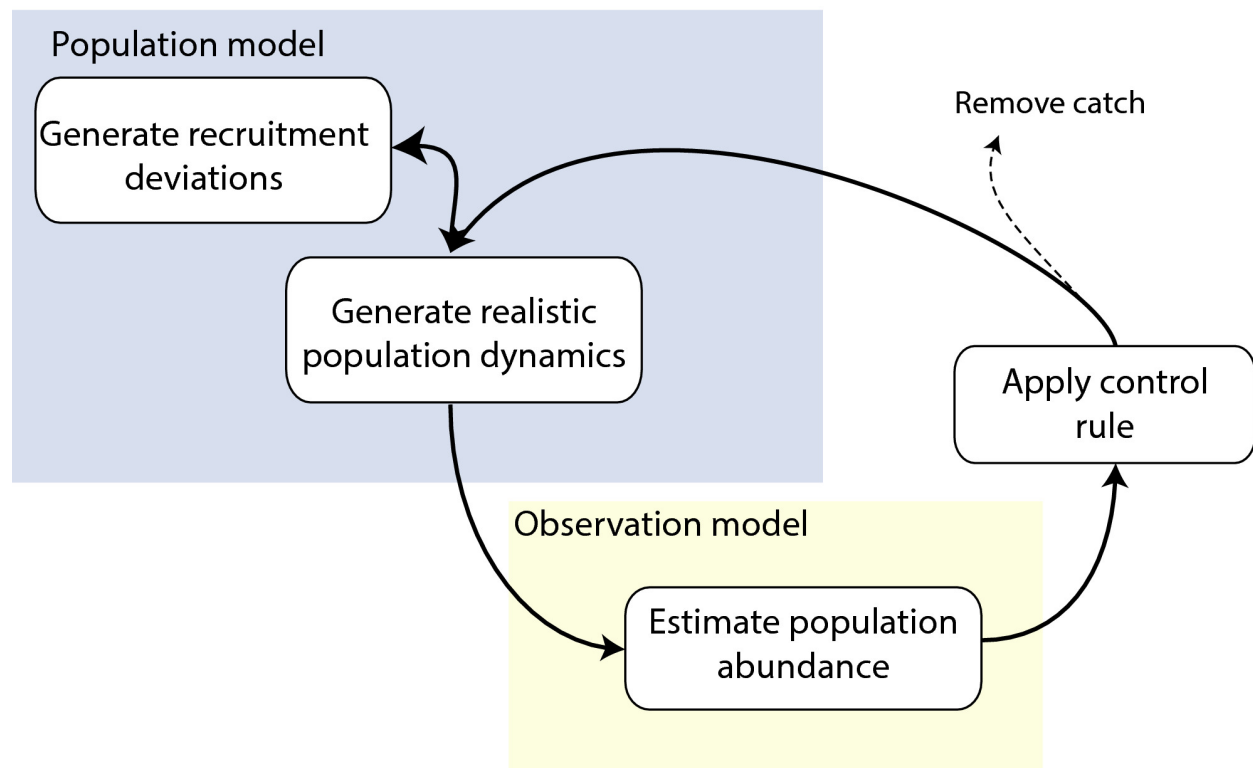 Population model
Generate recruitment
deviations
Remove catch
Generate realistic
population dynamics
Apply control
rule
Observation model
Estimate population
abundance